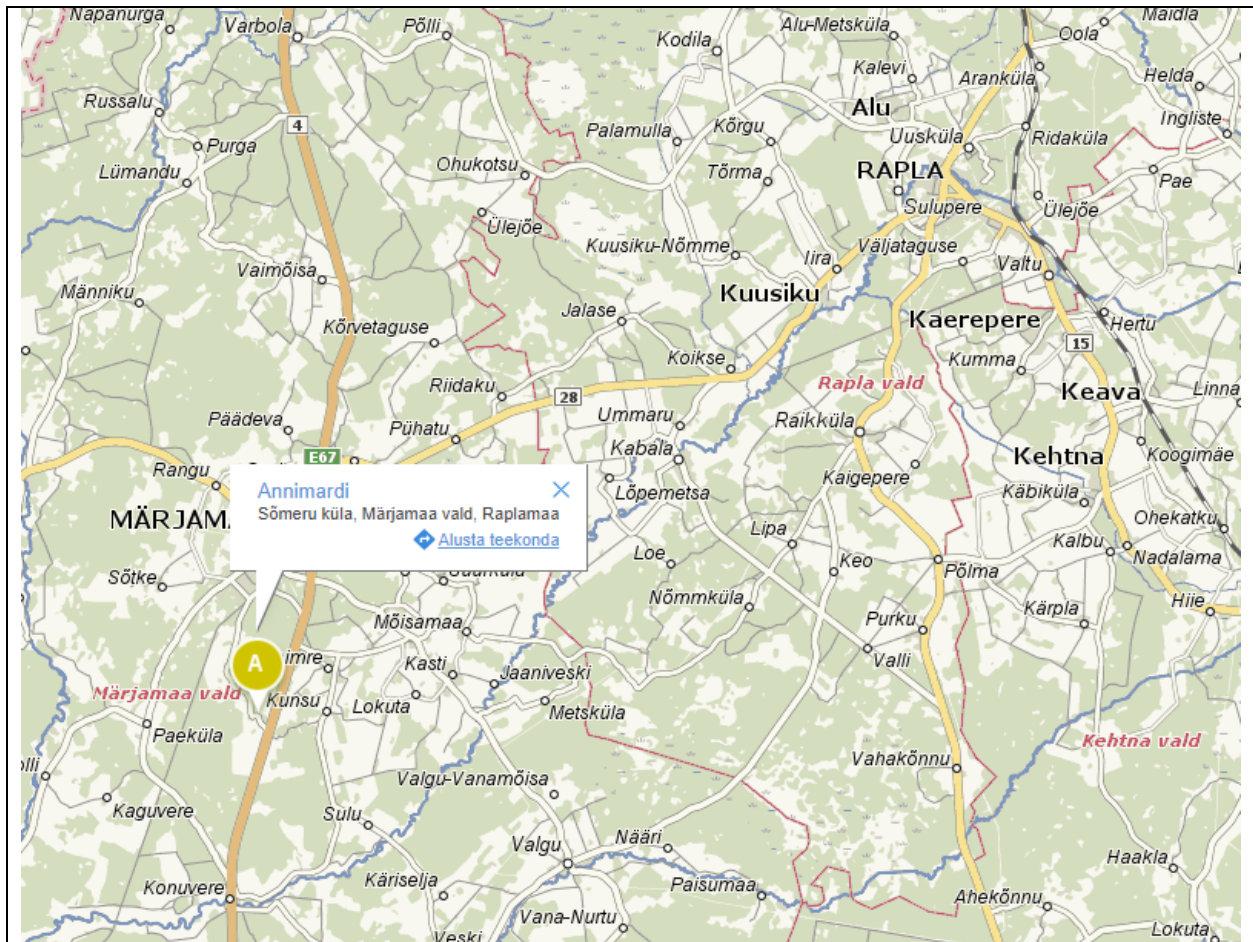 Napanurga
Varbola
Põlli
Kodila
Alu-Metsküla
Maidla
Oola
Kalevi
Aranküla
Helda
Russalu
4
Alu
Ingliste
Purga
Palamulla
Kõrgu
Uusküla
Ridaküla
Lümandu
Ohukotsu
Tõrma
RAPLA
Pae
Sulupere
Ülejõe
Ülejõe
Kuusiku-Nõmme
Iira
Väljataguse
Vaimõisa
Valtu
Männiku
Kuusiku
Jalase
Kaerepere
Hertu
Kõrvetaguse
15
Koikse
Kumma
Riidaku
Rapla vald
Keava
Linna
28
Päädeva
Ummaru
Raikküla
Pühatu
Kabala
E67
Kehtna
Koogimäe
Rangu
Kaigepere
Annimardi
Sõmeru küla, Märjamaa vald, Raplamaa
Alusta teekonda
Lõpemetsa
Käbiküla
MÄRJAMA
Ohekatku
Lipa
Kalbu
Loe
Keo
Nadalama
Sõtke
Põlma
Nõmmküla
Kärpla
Hiie
Mõisamaa
Purku
A
imre
Kasti
Valli
Jaaniveski
Märjamaa vald
Kunsu
Lokuta
Metsküla
Paeküla
Kehtna vald
Vahakõnnu
olli
Valgu-Vanamõisa
Kaguvere
Sulu
Nääri
Valgu
Haakla
Konuvere
Käriselja
Paisumaa
Ahekõnnu
Vana-Nurtu
Lokuta
Veski